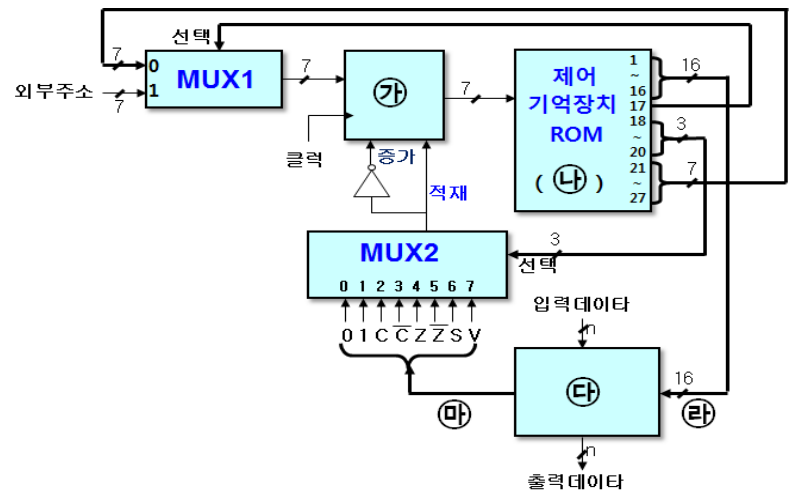 선택
7
0
MUX1
7
가
7
제어
기억장치
ROM
( 나 )
1
~
16
17
18
~
20
21
~
27
16
3
7
외부주소
7
1
클럭
증가
적재
MUX2
3
선택
0 1 2 3 4 5 6 7
0 1 C C̅ Z Z̅ S V
입력데이타
n
다
16
라
마
n
출력데이타